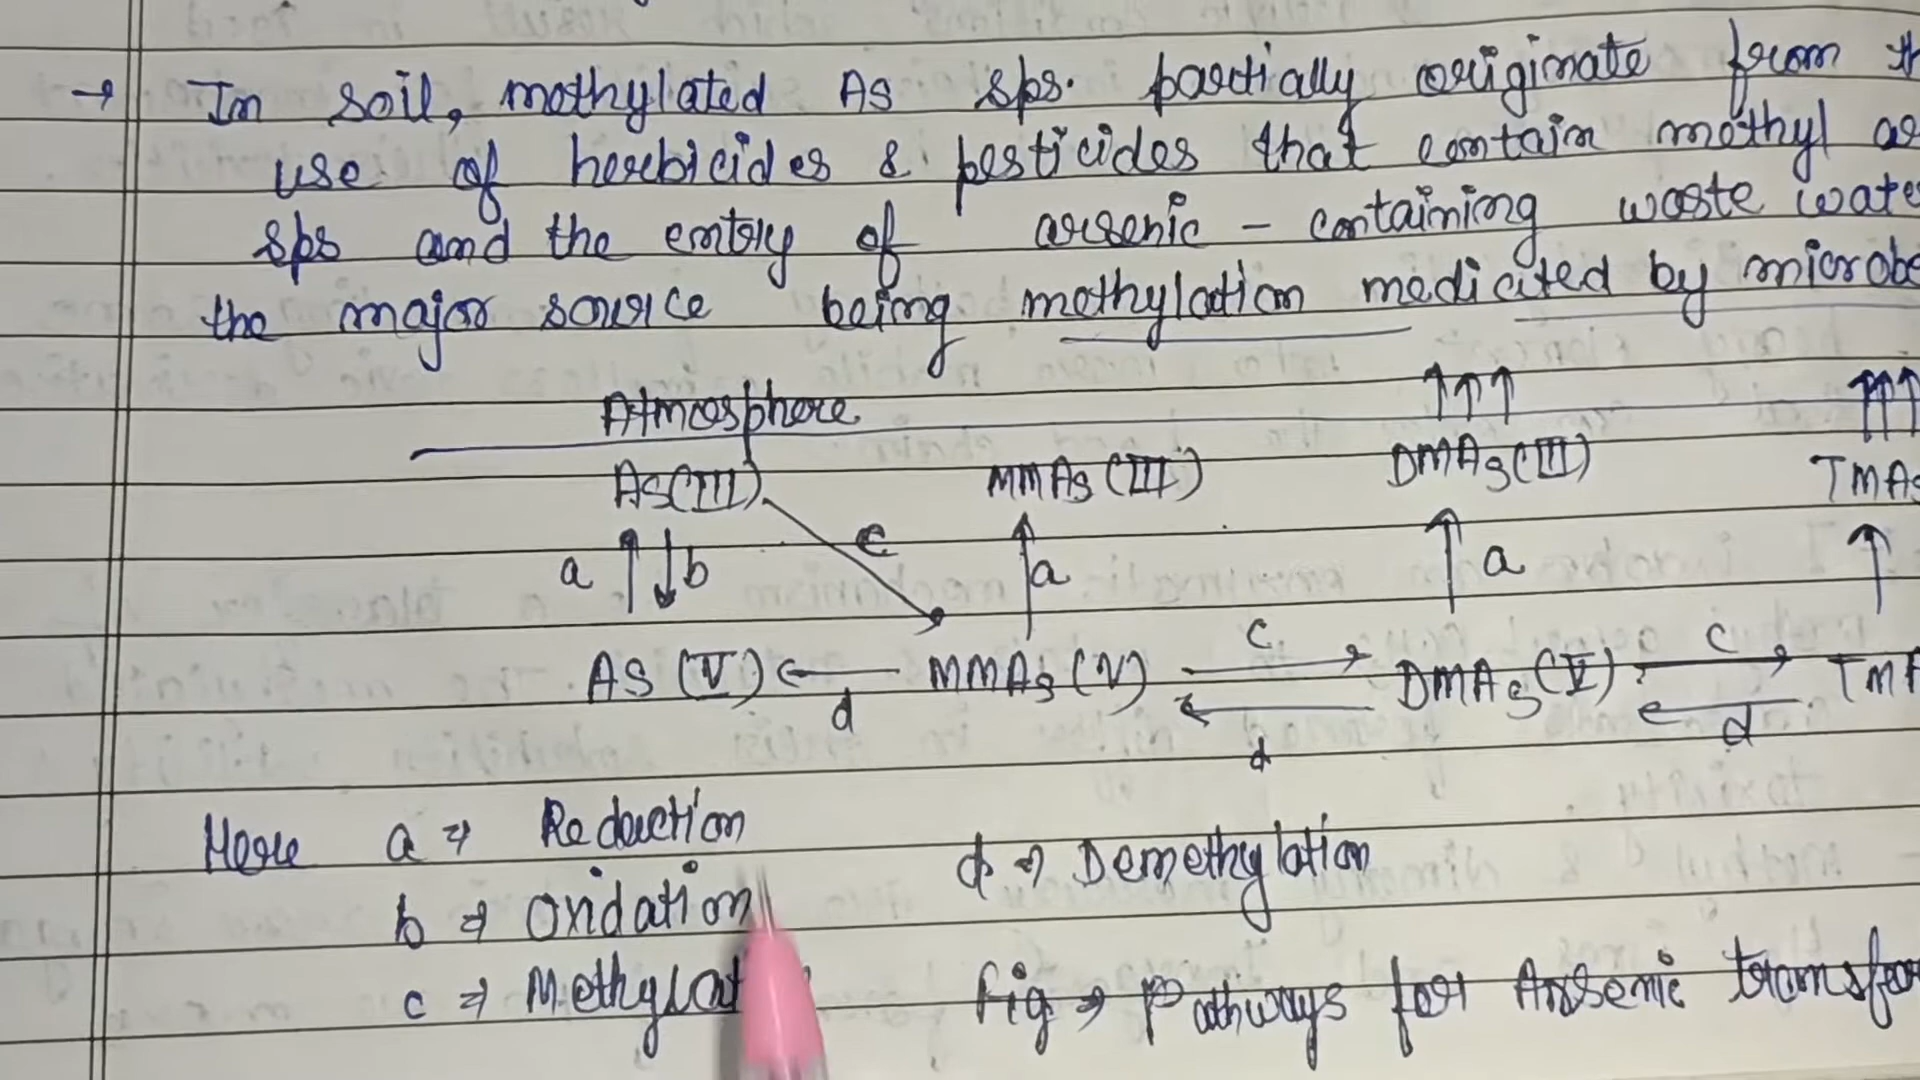 → In soil, methylated As sps. partially originate from th
use of herbicides & pesticides that contain methyl as
sps and the entry of arsenic - containing waste wate
the major source being methylation medicated by microbe
Atmosphere ↑↑↑ ↑↑↑
As(III) MMAs (III) DMAs(III) TMAs
a ↑ ↓ b c ↑ a ↑ a ↑
c c
As (V) ← MMAs (V) ⇄ DMAs (V) ⇄ TMA
d d d
Here a ⇒ Reduction d ⇒ Demethylation
b ⇒ Oxidation
c ⇒ Methylat fig ⇒ Pathways for Arsenic transfor